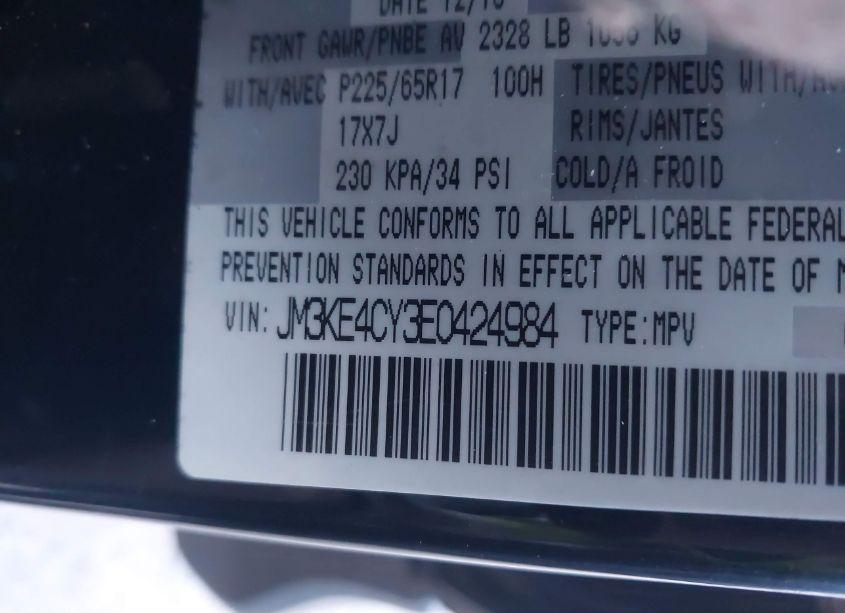 DATE
FRONT GAWR/PNBE AV 2328 LB KG
WITH/AVEC P225/65R17 100H TIRES/PNEUS WITH/
17X7J RIMS/JANTES
230 KPA/34 PSI COLD/A FROID
THIS VEHICLE CONFORMS TO ALL APPLICABLE FEDERAL
PREVENTION STANDARDS IN EFFECT ON THE DATE OF
VIN: JM3KE4CY3E0424984 TYPE:MPV